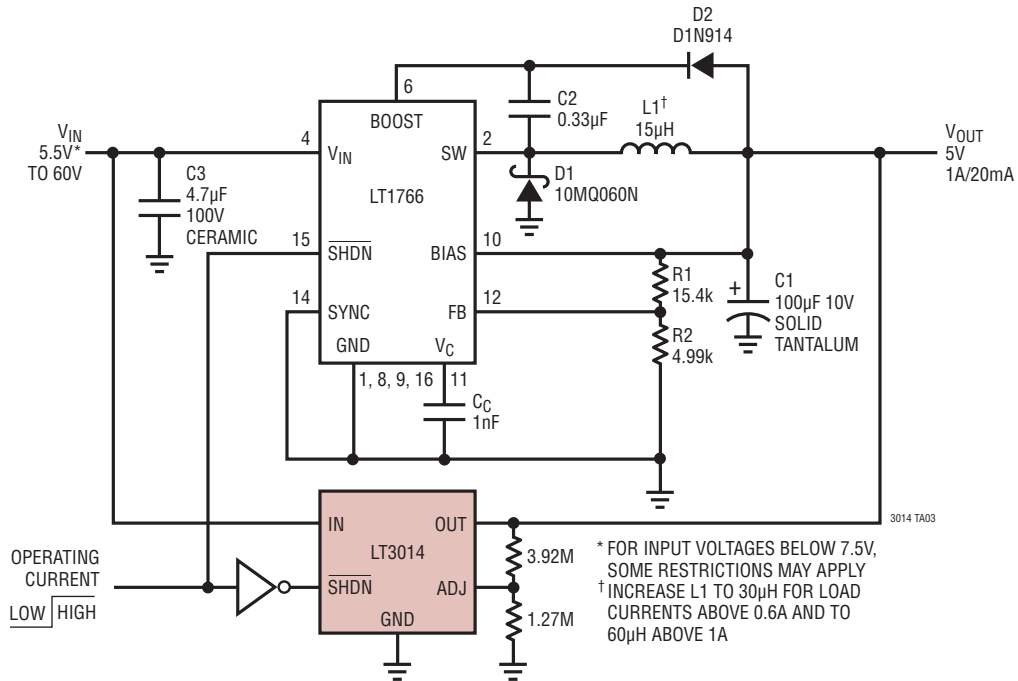 D2
D1N914
6
BOOST
C2
0.33µF
L1†
15µH
VIN
5.5V*
TO 60V
4
VIN
SW
2
VOUT
5V
1A/20mA
C3
4.7µF
100V
CERAMIC
LT1766
D1
10MQ060N
15
SHDN
BIAS
10
R1
15.4k
+
C1
100µF 10V
SOLID
TANTALUM
14
SYNC
FB
12
R2
4.99k
GND
VC
1, 8, 9, 16
11
CC
1nF
IN
OUT
3014 TA03
LT3014
3.92M
OPERATING
CURRENT
LOW HIGH
SHDN
ADJ
GND
1.27M
* FOR INPUT VOLTAGES BELOW 7.5V,
SOME RESTRICTIONS MAY APPLY
† INCREASE L1 TO 30µH FOR LOAD
CURRENTS ABOVE 0.6A AND TO
60µH ABOVE 1A